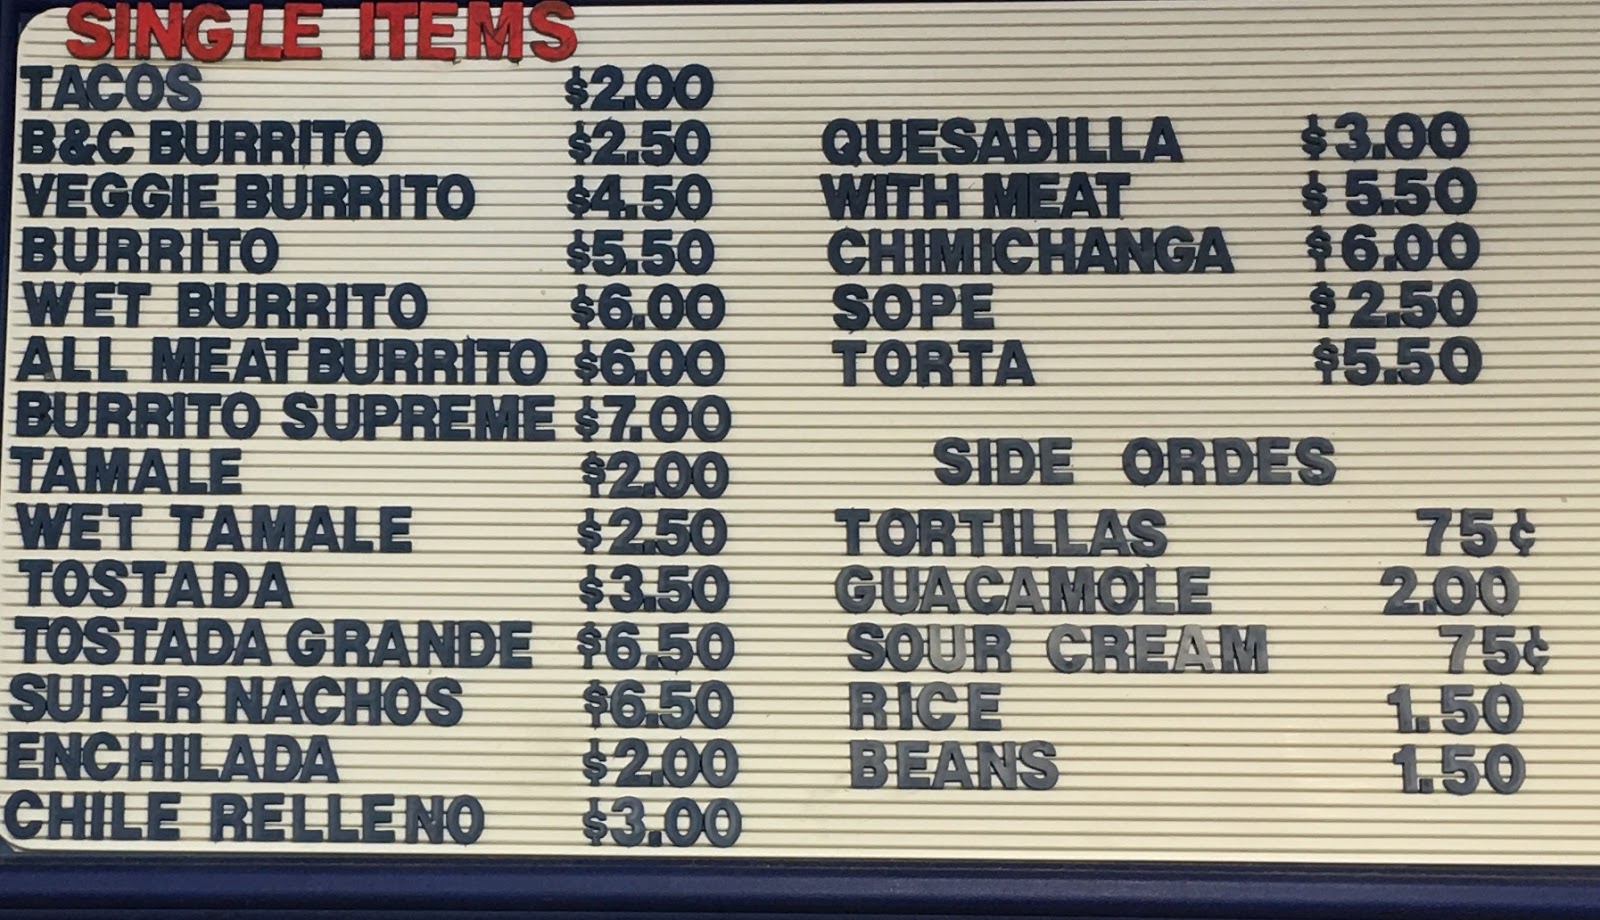 SINGLE ITEMS
TACOS $2.00
B&C BURRITO $2.50
VEGGIE BURRITO $4.50
BURRITO $5.50
WET BURRITO $6.00
ALL MEAT BURRITO $6.00
BURRITO SUPREME $7.00
TAMALE $2.00
WET TAMALE $2.50
TOSTADA $3.50
TOSTADA GRANDE $6.50
SUPER NACHOS $6.50
ENCHILADA $2.00
CHILE RELLENO $3.00
QUESADILLA $3.00
WITH MEAT $5.50
CHIMICHANGA $6.00
SOPE $2.50
TORTA $5.50
SIDE ORDES
TORTILLAS 75¢
GUACAMOLE 2.00
SOUR CREAM 75¢
RICE 1.50
BEANS 1.50